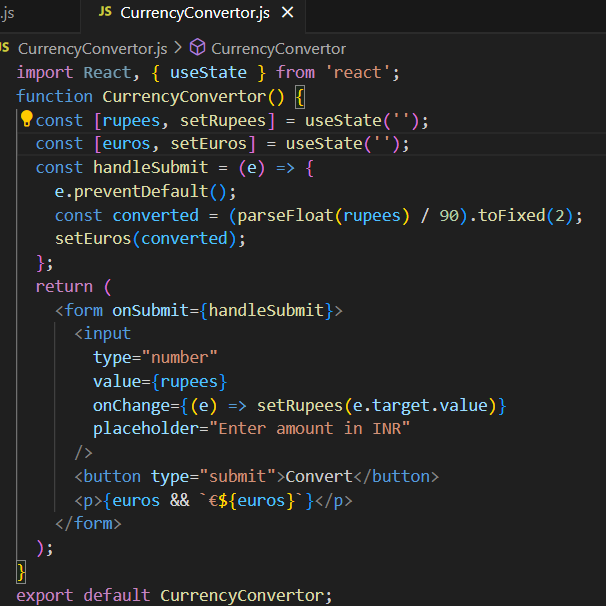 .js
JS CurrencyConvertor.js ×
JS CurrencyConvertor.js > CurrencyConvertor
import React, { useState } from 'react';
function CurrencyConvertor() {
const [rupees, setRupees] = useState('');
const [euros, setEuros] = useState('');
const handleSubmit = (e) => {
e.preventDefault();
const converted = (parseFloat(rupees) / 90).toFixed(2);
setEuros(converted);
};
return (
<form onSubmit={handleSubmit}>
<input
type="number"
value={rupees}
onChange={(e) => setRupees(e.target.value)}
placeholder="Enter amount in INR"
/>
<button type="submit">Convert</button>
<p>{euros && `€${euros}`}</p>
</form>
);
}
export default CurrencyConvertor;